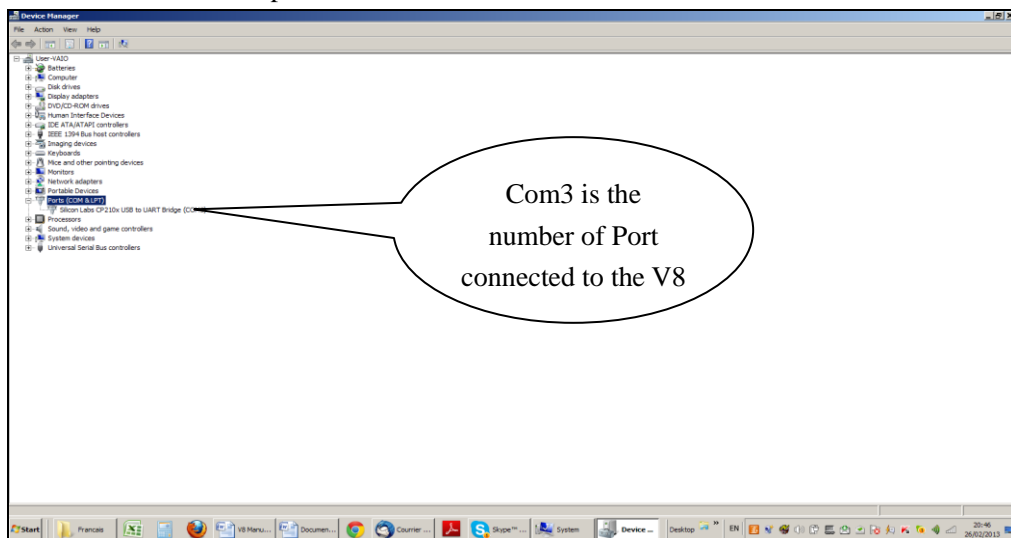 Device Manager
File Action View Help
User-VAIO
Batteries
Computer
Disk drives
Display adapters
DVD/CD-ROM drives
Human Interface Devices
IDE ATA/ATAPI controllers
IEEE 1394 Bus host controllers
Imaging devices
Keyboards
Mice and other pointing devices
Monitors
Network adapters
Portable Devices
Ports (COM & LPT)
Silicon Labs CP210x USB to UART Bridge
Processors
Sound, video and game controllers
System devices
Universal Serial Bus controllers
Com3 is the
number of Port
connected to the V8
Start Francais V8 Manu... Documen... Courrier ... Skype™ ... System Device ... Desktop » EN 20:46
26/02/2013